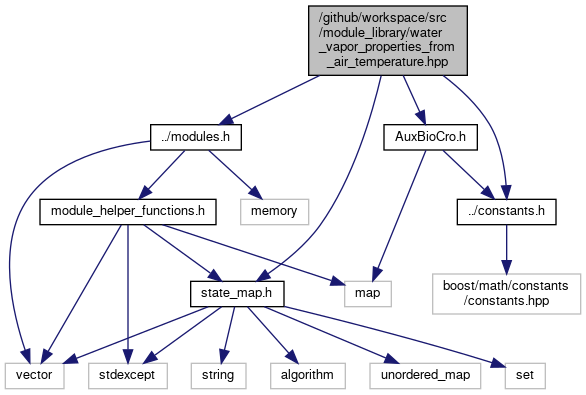 /github/workspace/src
/module_library/water
_vapor_properties_from
_air_temperature.hpp
../modules.h
AuxBioCro.h
module_helper_functions.h
memory
../constants.h
state_map.h
map
boost/math/constants
/constants.hpp
vector
stdexcept
string
algorithm
unordered_map
set